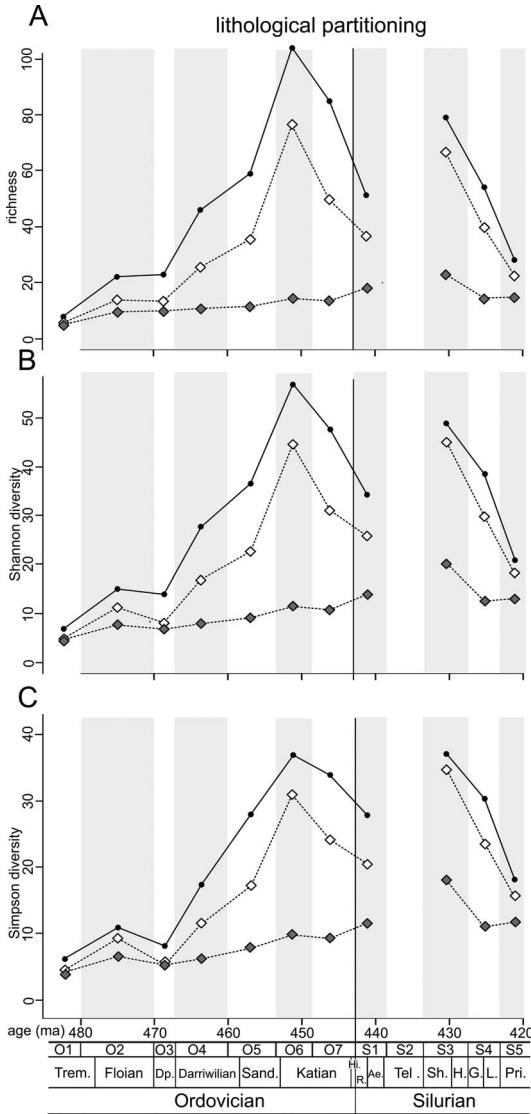 A
lithological partitioning
richness
100
80
60
40
20
0
B
Shannon diversity
50
40
30
20
10
0
C
Simpson diversity
40
30
20
10
0
age (ma) 480 470 460 450 440 430 420
O1 O2 O3 O4 O5 O6 O7 S1 S2 S3 S4 S5
Trem. Floian Dp. Darriwilian Sand. Katian Hi. R. Ae. Tel . Sh. H. G. L. Pri.
Ordovician Silurian